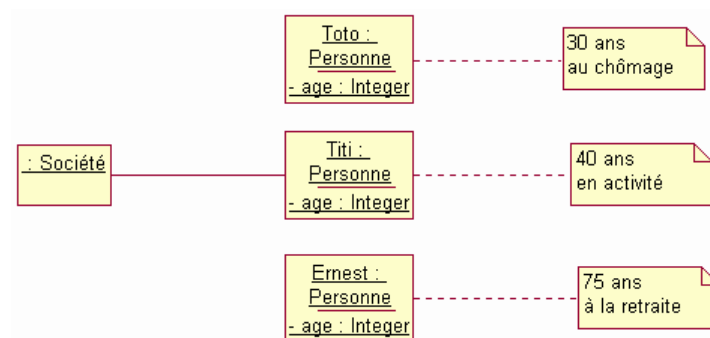 Toto :
Personne
- age : Integer
30 ans
au chômage
: Société
Titi :
Personne
- age : Integer
40 ans
en activité
Ernest :
Personne
- age : Integer
75 ans
à la retraite